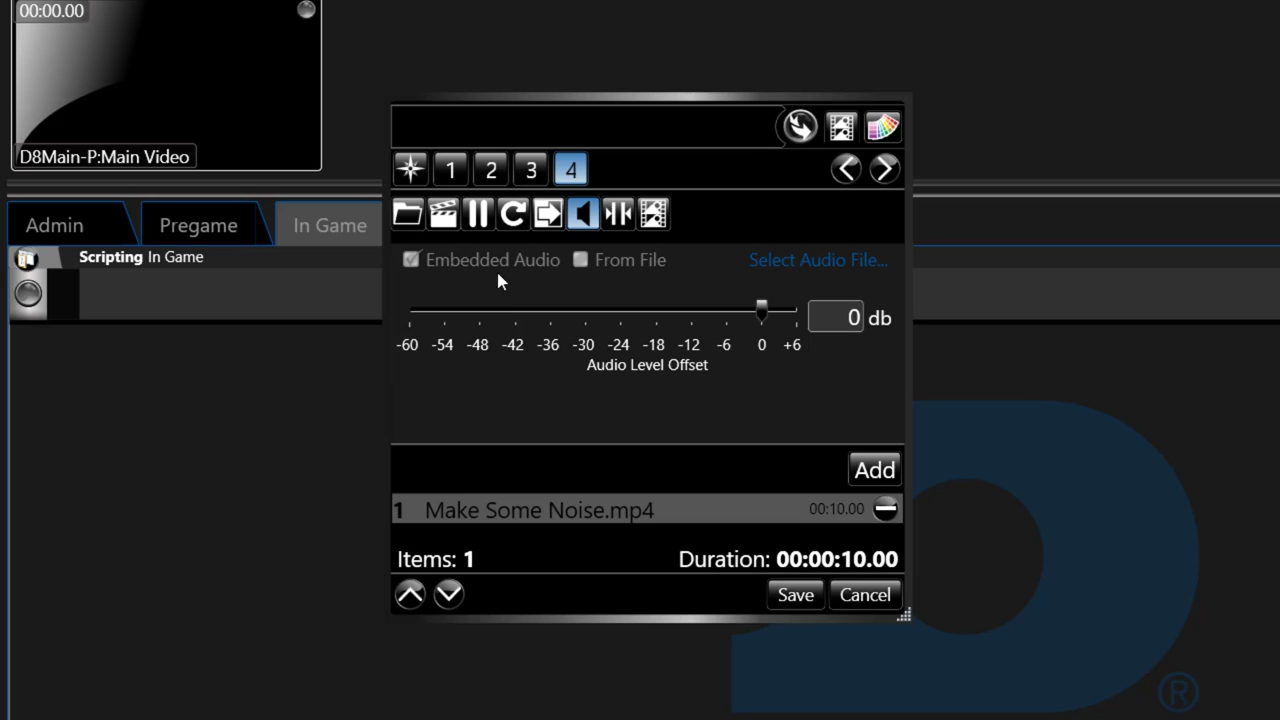 00:00.00
D8Main-P:Main Video
1 2 3 4
Admin Pregame In Game
Scripting In Game
Embedded Audio From File Select Audio File...
0 db
-60 -54 -48 -42 -36 -30 -24 -18 -12 -6 0 +6
Audio Level Offset
Add
1 Make Some Noise.mp4 00:10.00
Items: 1 Duration: 00:00:10.00
Save Cancel
®